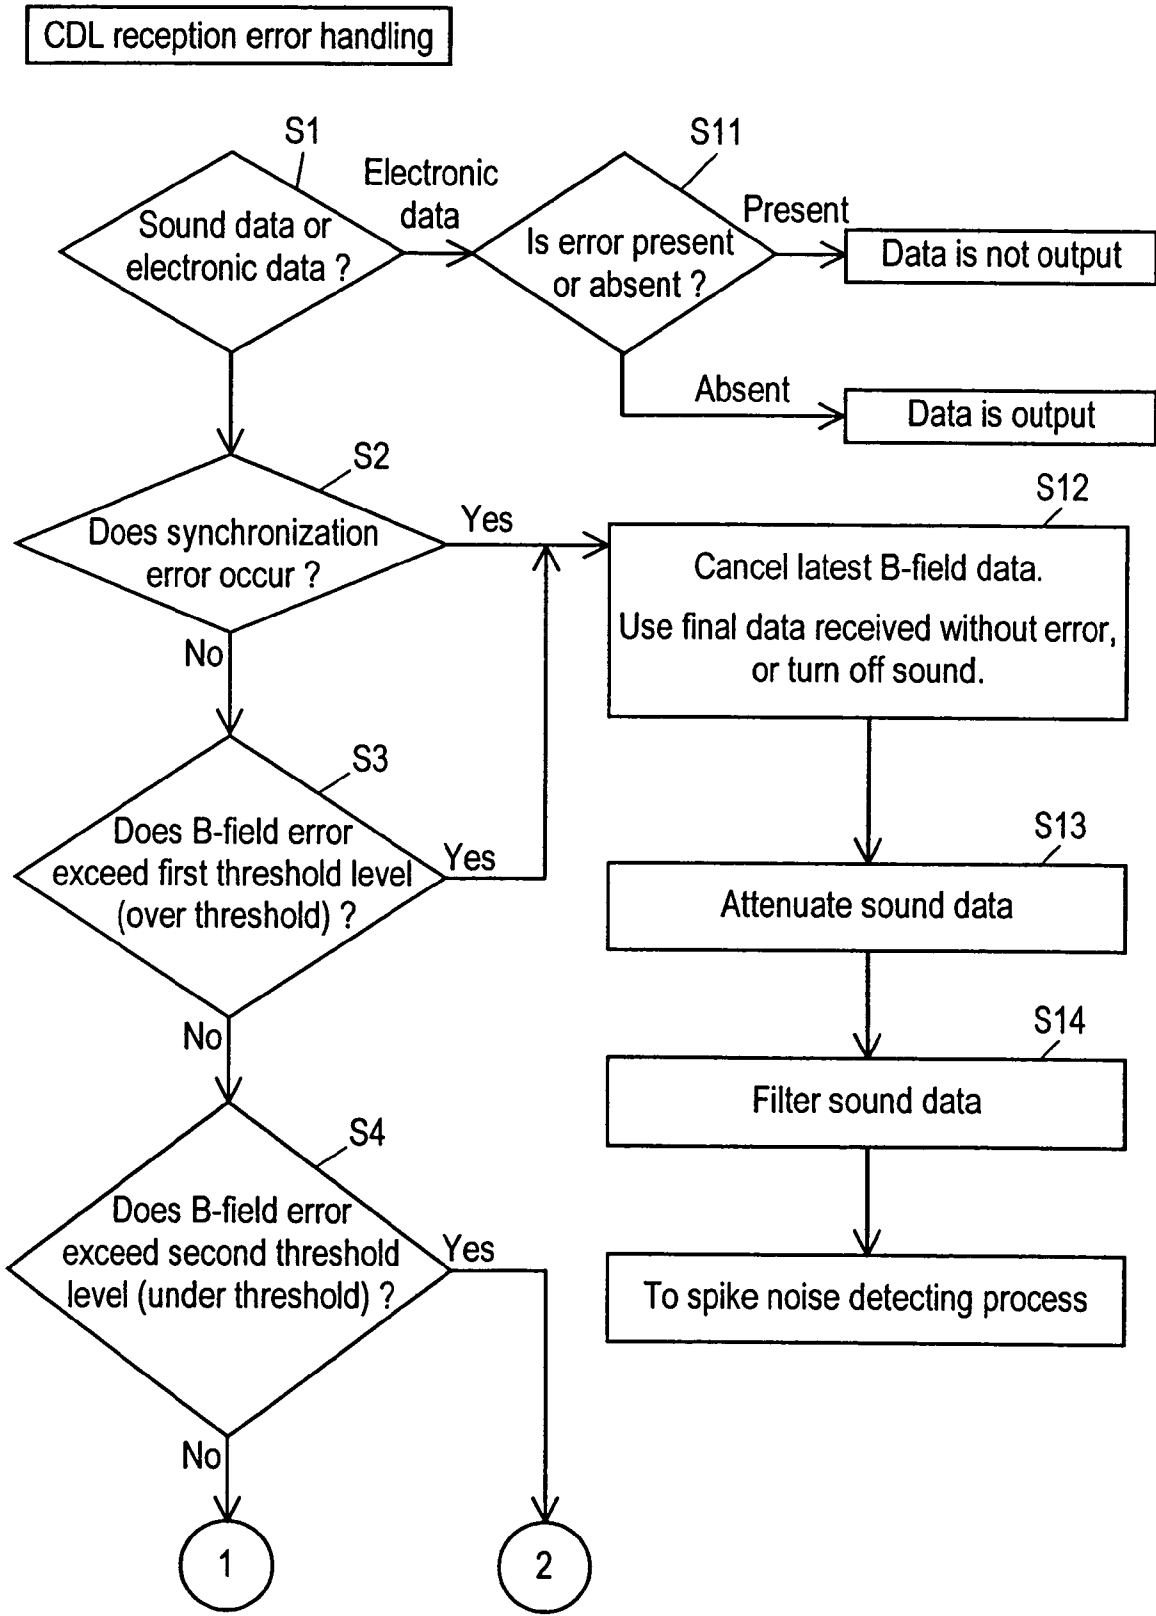 CDL reception error handling
S1
Sound data or
electronic data ?
Electronic
data
S11
Is error present
or absent ?
Present
Data is not output
Absent
Data is output
S2
Does synchronization
error occur ?
Yes
No
S12
Cancel latest B-field data.
Use final data received without error,
or turn off sound.
S3
Does B-field error
exceed first threshold level
(over threshold) ?
Yes
No
S13
Attenuate sound data
S14
Filter sound data
S4
Does B-field error
exceed second threshold
level (under threshold) ?
Yes
No
To spike noise detecting process
1
2